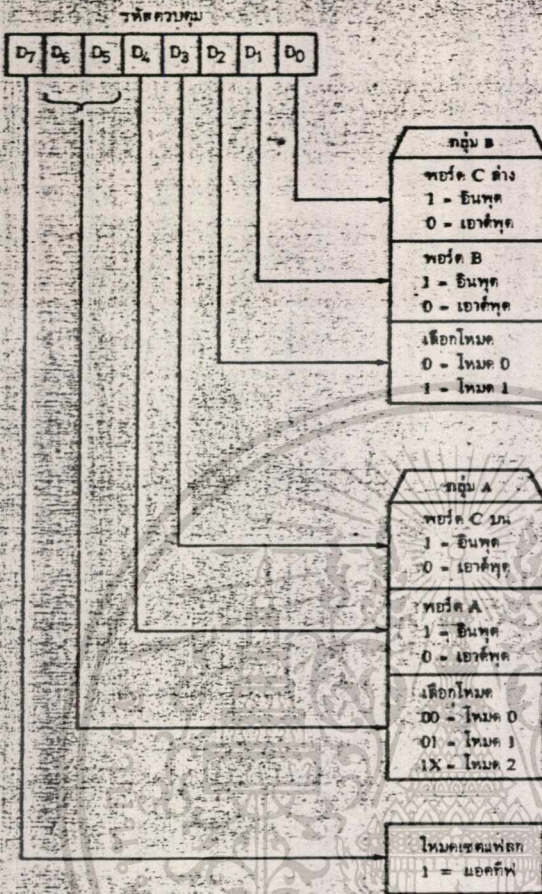 รหัสควบคุม
D7 D6 D5 D4 D3 D2 D1 D0
กลุ่ม B
พอร์ต C ล่าง
1 = อินพุต
0 = เอาต์พุต
พอร์ต B
1 = อินพุต
0 = เอาต์พุต
เลือกโหมด
0 = โหมด 0
1 = โหมด 1
กลุ่ม A
พอร์ต C บน
1 = อินพุต
0 = เอาต์พุต
พอร์ต A
1 = อินพุต
0 = เอาต์พุต
เลือกโหมด
00 = โหมด 0
01 = โหมด 1
1X = โหมด 2
โหมดเซตแฟลก
1 = แอคตีฟ